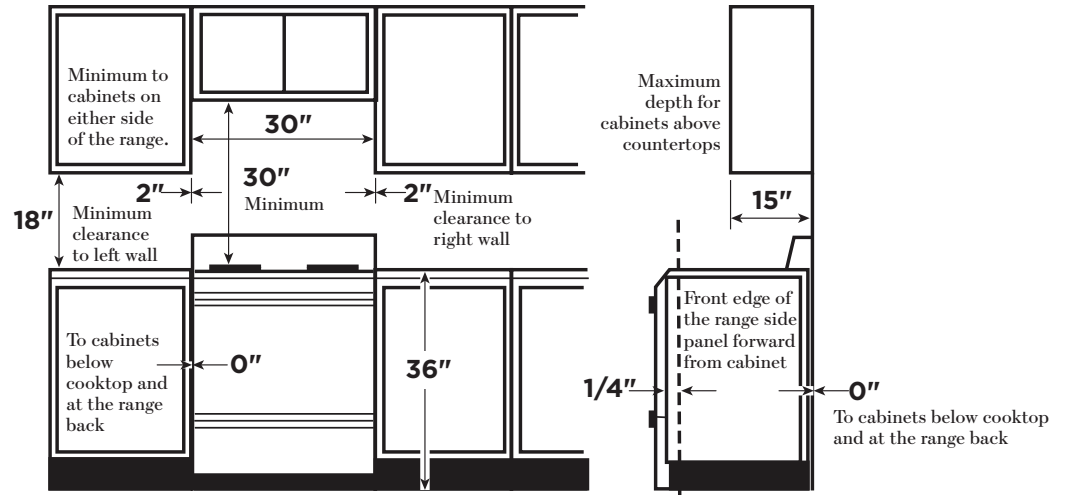 Minimum to
cabinets on
either side
of the range.
30"
30"
Minimum
2"
2"
Minimum
clearance to
right wall
18"
Minimum
clearance
to left wall
To cabinets
below
cooktop and
at the range
back
0"
36"
Maximum
depth for
cabinets above
countertops
15"
Front edge of
the range side
panel forward
from cabinet
1/4"
0"
To cabinets below cooktop
and at the range back